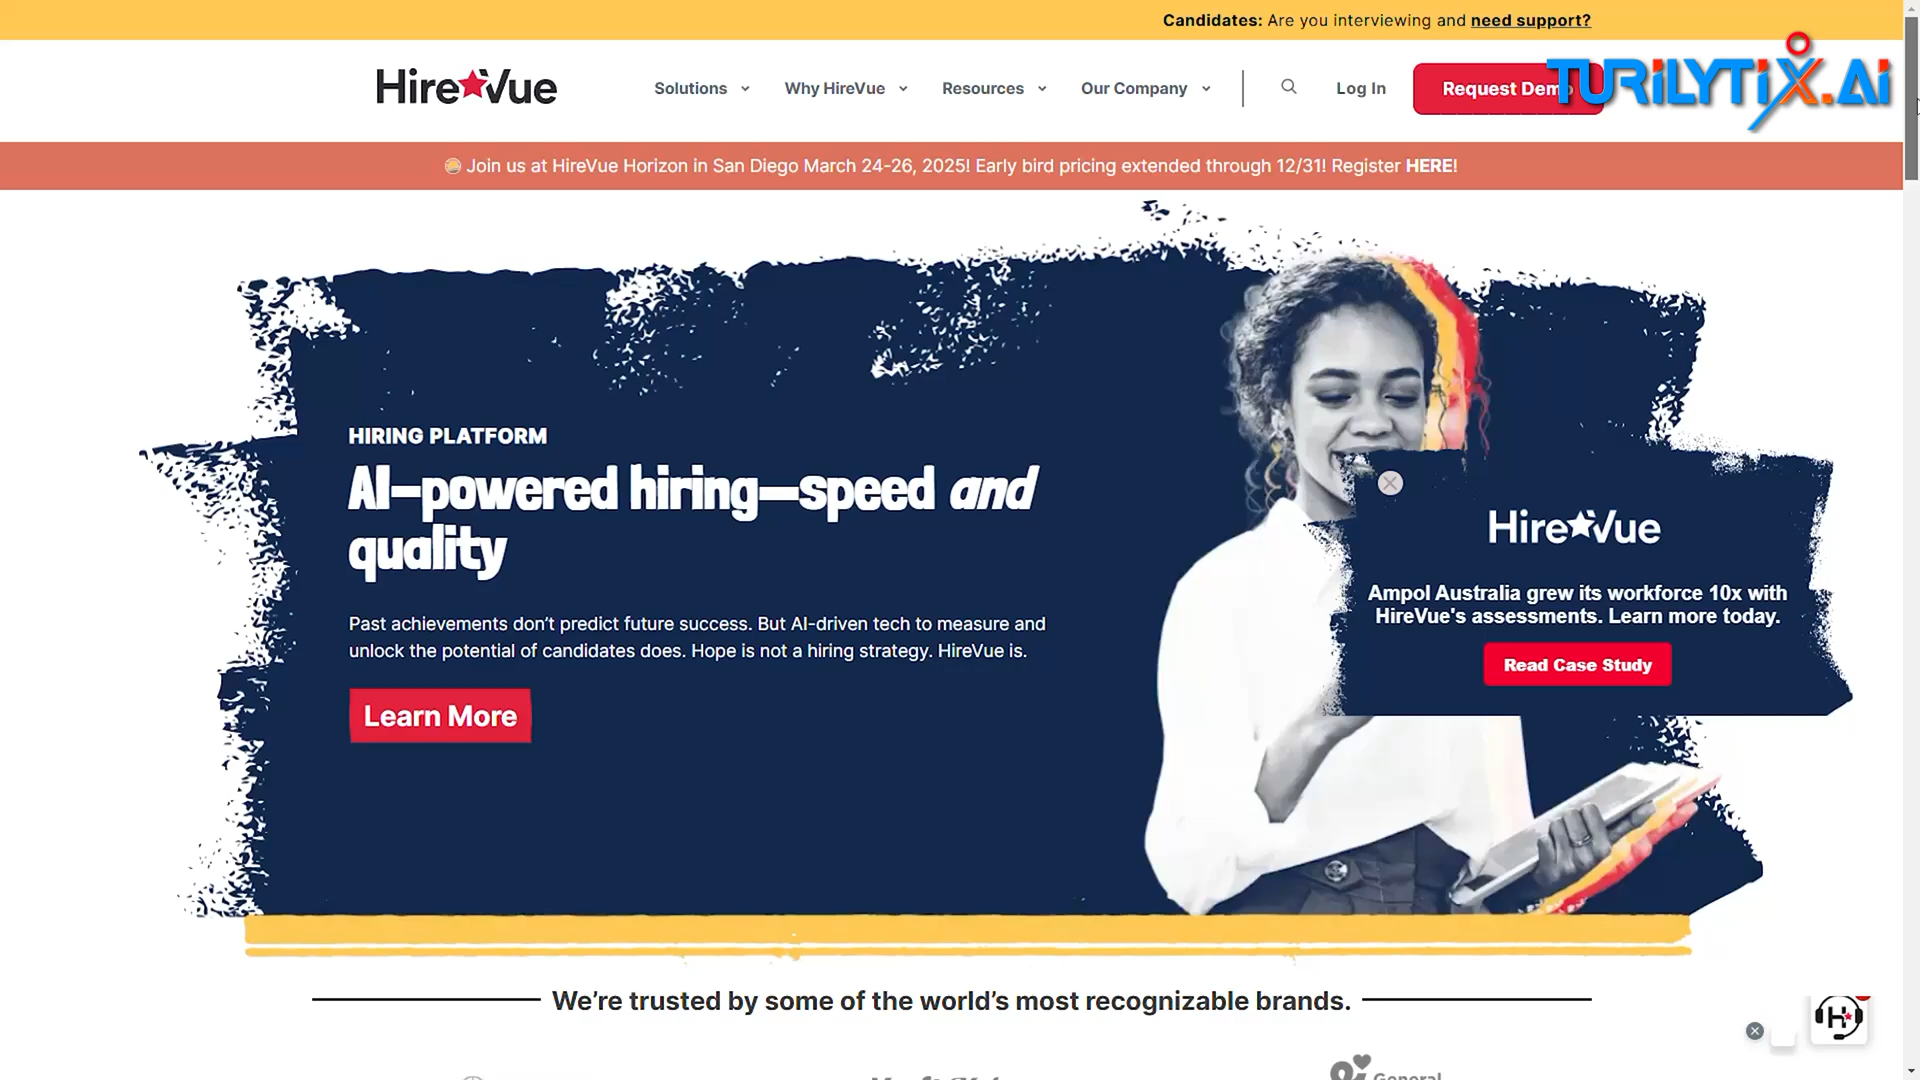 Candidates: Are you interviewing and need support?
HireVue
Solutions
Why HireVue
Resources
Our Company
Log In
Request Demo
TURILYTIX.AI
Join us at HireVue Horizon in San Diego March 24-26, 2025! Early bird pricing extended through 12/31! Register HERE!
HIRING PLATFORM
AI-powered hiring—speed and
quality
Past achievements don't predict future success. But AI-driven tech to measure and
unlock the potential of candidates does. Hope is not a hiring strategy. HireVue is.
Learn More
HireVue
Ampol Australia grew its workforce 10x with
HireVue's assessments. Learn more today.
Read Case Study
We're trusted by some of the world's most recognizable brands.
H
General